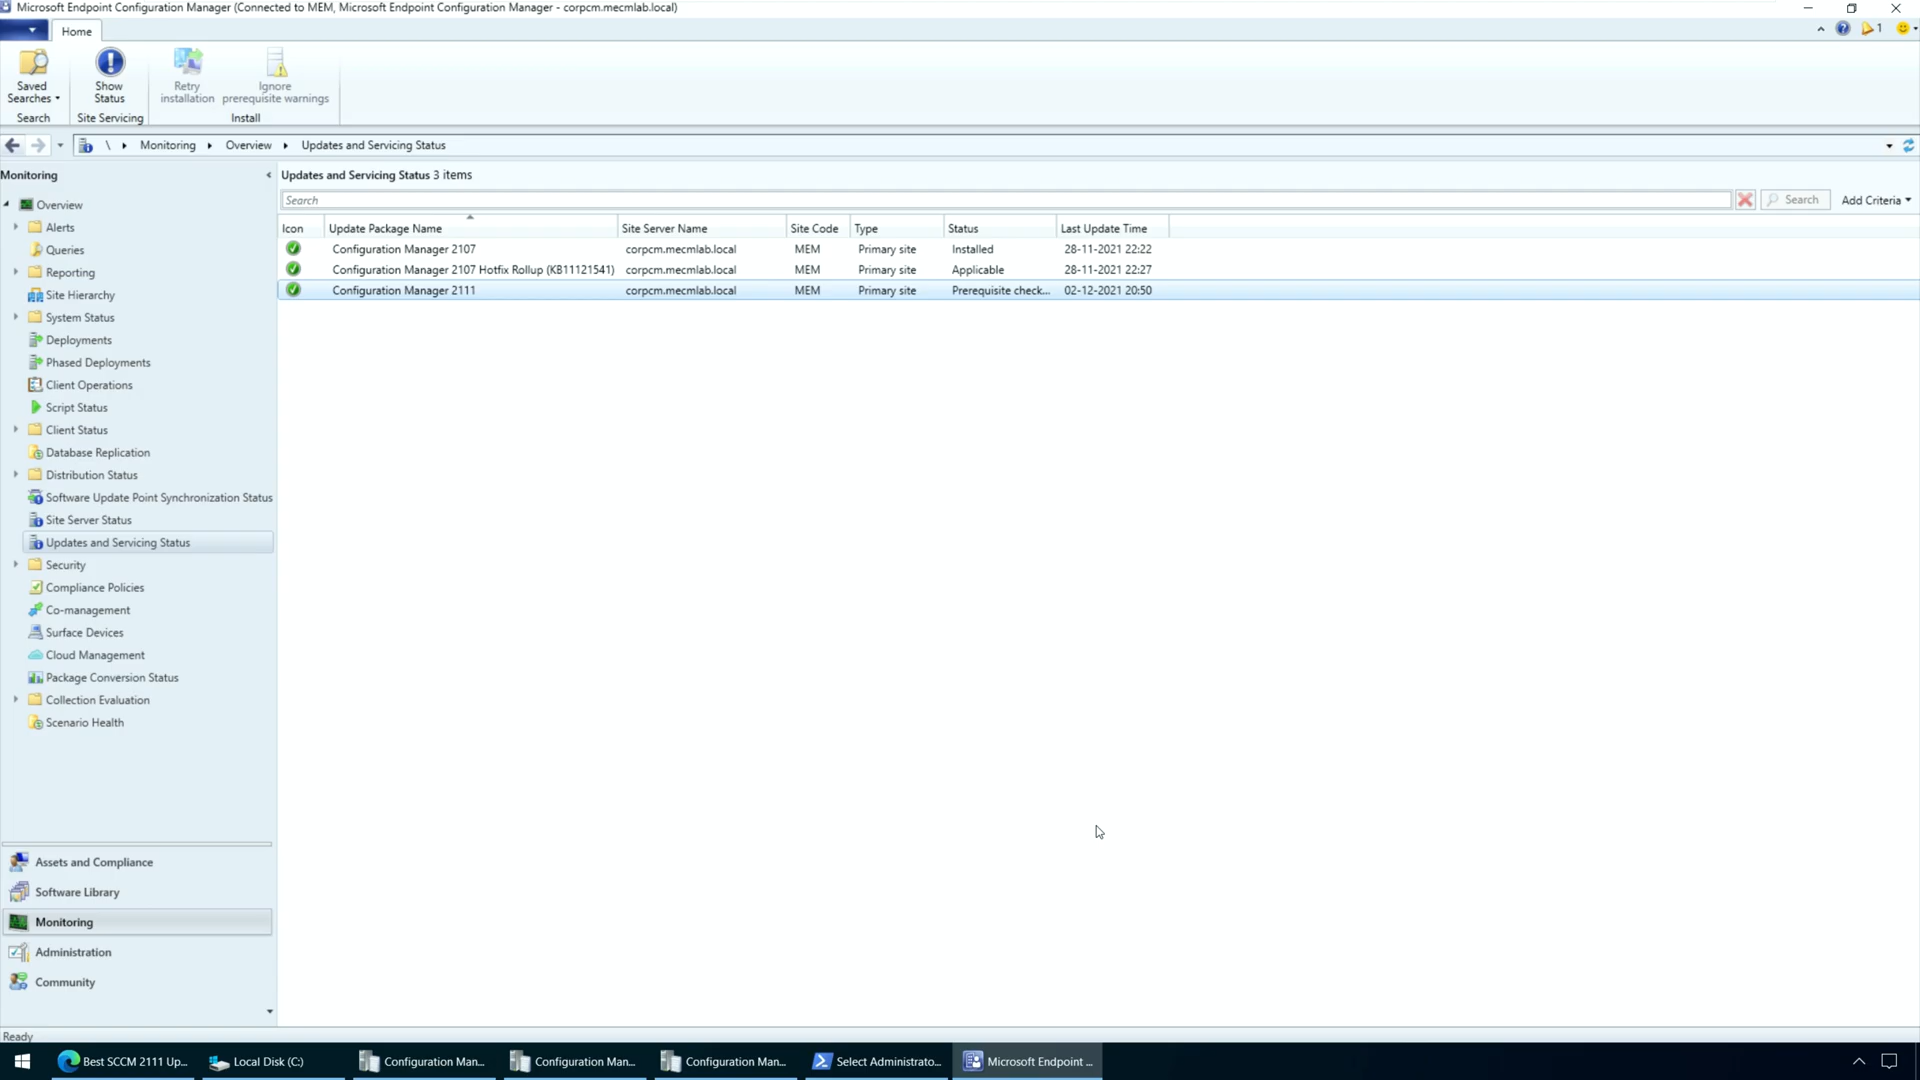 Microsoft Endpoint Configuration Manager (Connected to MEM, Microsoft Endpoint Configuration Manager - corpcm.mecmlab.local)
Home
1
Saved Searches
Show Status
Retry installation
Ignore prerequisite warnings
Search
Site Servicing
Install
\ Monitoring Overview Updates and Servicing Status
Monitoring
Updates and Servicing Status 3 items
Search
Search
Add Criteria
Icon Update Package Name Site Server Name Site Code Type Status Last Update Time
Configuration Manager 2107 corpcm.mecmlab.local MEM Primary site Installed 28-11-2021 22:22
Configuration Manager 2107 Hotfix Rollup (KB11121541) corpcm.mecmlab.local MEM Primary site Applicable 28-11-2021 22:27
Configuration Manager 2111 corpcm.mecmlab.local MEM Primary site Prerequisite check... 02-12-2021 20:50
Overview
Alerts
Queries
Reporting
Site Hierarchy
System Status
Deployments
Phased Deployments
Client Operations
Script Status
Client Status
Database Replication
Distribution Status
Software Update Point Synchronization Status
Site Server Status
Updates and Servicing Status
Security
Compliance Policies
Co-management
Surface Devices
Cloud Management
Package Conversion Status
Collection Evaluation
Scenario Health
Assets and Compliance
Software Library
Monitoring
Administration
Community
Ready
Best SCCM 2111 Up...
Local Disk (C:)
Configuration Man...
Configuration Man...
Configuration Man...
Select Administrato...
Microsoft Endpoint ...